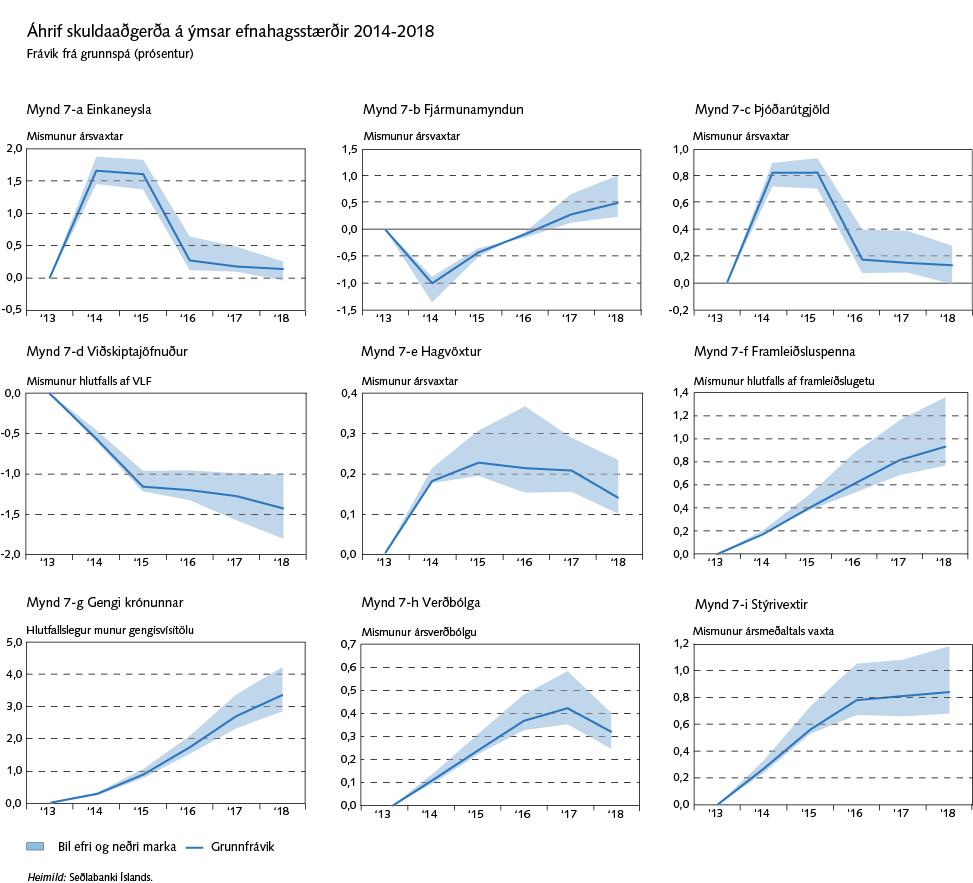 Áhrif skuldaaðgerða á ýmsar efnahagsstærðir 2014-2018
Frávik frá grunnspá (prósentur)
Mynd 7-a Einkaneysla
Mismunur ársvaxtar
2,0
1,5
1,0
0,5
0,0
-0,5
'13 '14 '15 '16 '17 '18
Mynd 7-b Fjármunamyndun
Mismunur ársvaxtar
1,5
1,0
0,5
0,0
-0,5
-1,0
-1,5
'13 '14 '15 '16 '17 '18
Mynd 7-c Þjóðarútgjöld
Mismunur ársvaxtar
1,0
0,8
0,6
0,4
0,2
0,0
-0,2
'13 '14 '15 '16 '17 '18
Mynd 7-d Viðskiptajöfnuður
Mismunur hlutfalls af VLF
0,0
-0,5
-1,0
-1,5
-2,0
'13 '14 '15 '16 '17 '18
Mynd 7-e Hagvöxtur
Mismunur ársvaxtar
0,4
0,3
0,2
0,1
0,0
'13 '14 '15 '16 '17 '18
Mynd 7-f Framleiðsluspenna
Mismunur hlutfalls af framleiðslugetu
1,4
1,2
1,0
0,8
0,6
0,4
0,2
0,0
'13 '14 '15 '16 '17 '18
Mynd 7-g Gengi krónunnar
Hlutfallslegur munur gengisvísitölu
5,0
4,0
3,0
2,0
1,0
0,0
'13 '14 '15 '16 '17 '18
Mynd 7-h Verðbólga
Mismunur ársverðbólgu
0,7
0,6
0,5
0,4
0,3
0,2
0,1
0,0
'13 '14 '15 '16 '17 '18
Mynd 7-i Stýrivextir
Mismunur ársmeðaltals vaxta
1,2
1,0
0,8
0,6
0,4
0,2
0,0
'13 '14 '15 '16 '17 '18
Bil efri og neðri marka Grunnfrávik
Heimild: Seðlabanki Íslands.